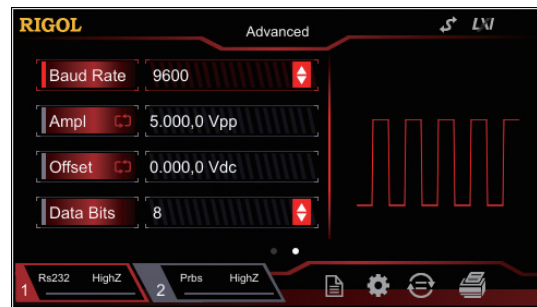 RIGOL Advanced LXI
Baud Rate 9600
Ampl 5.000,0 Vpp
Offset 0.000,0 Vdc
Data Bits 8
1 Rs232 HighZ 2 Prbs HighZ